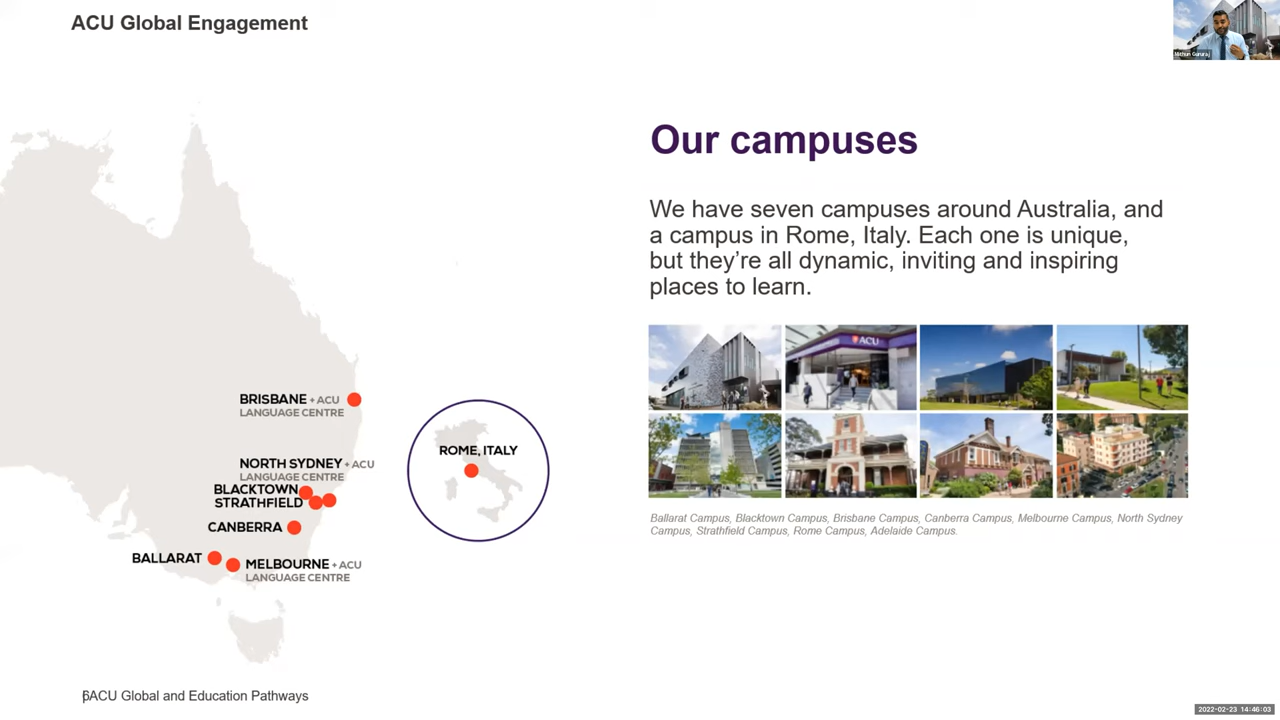 ACU Global Engagement
Mithun Gururaj
Our campuses
We have seven campuses around Australia, and
a campus in Rome, Italy. Each one is unique,
but they're all dynamic, inviting and inspiring
places to learn.
ACU
BRISBANE + ACU
LANGUAGE CENTRE
NORTH SYDNEY + ACU
LANGUAGE CENTRE
BLACKTOWN
STRATHFIELD
CANBERRA
BALLARAT
MELBOURNE + ACU
LANGUAGE CENTRE
ROME, ITALY
Ballarat Campus, Blacktown Campus, Brisbane Campus, Canberra Campus, Melbourne Campus, North Sydney
Campus, Strathfield Campus, Rome Campus, Adelaide Campus.
ACU Global and Education Pathways
2022-02-23 14:46:03